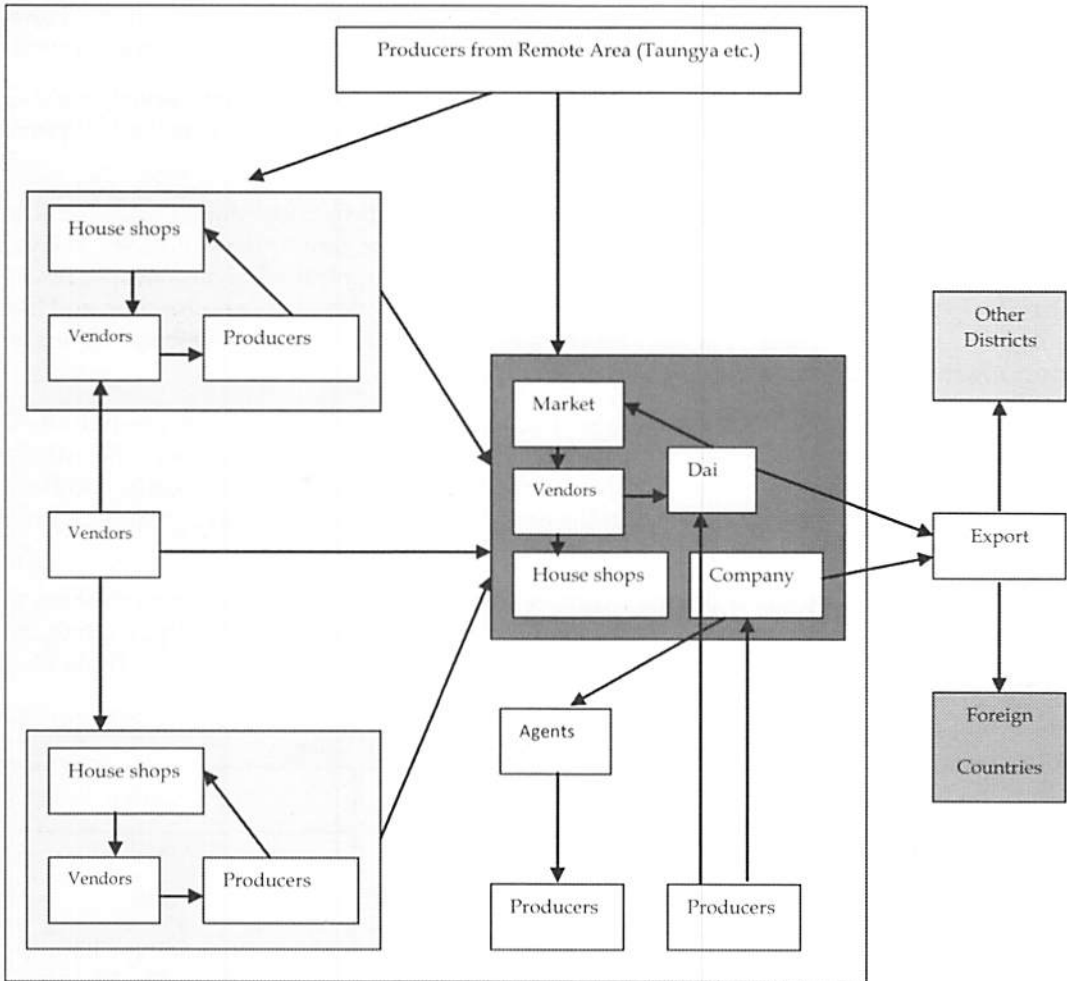 Producers from Remote Area (Taungya etc.)
House shops
Vendors
Producers
Vendors
House shops
Vendors
Producers
Market
Dai
Vendors
House shops
Company
Agents
Producers
Producers
Other
Districts
Export
Foreign
Countries